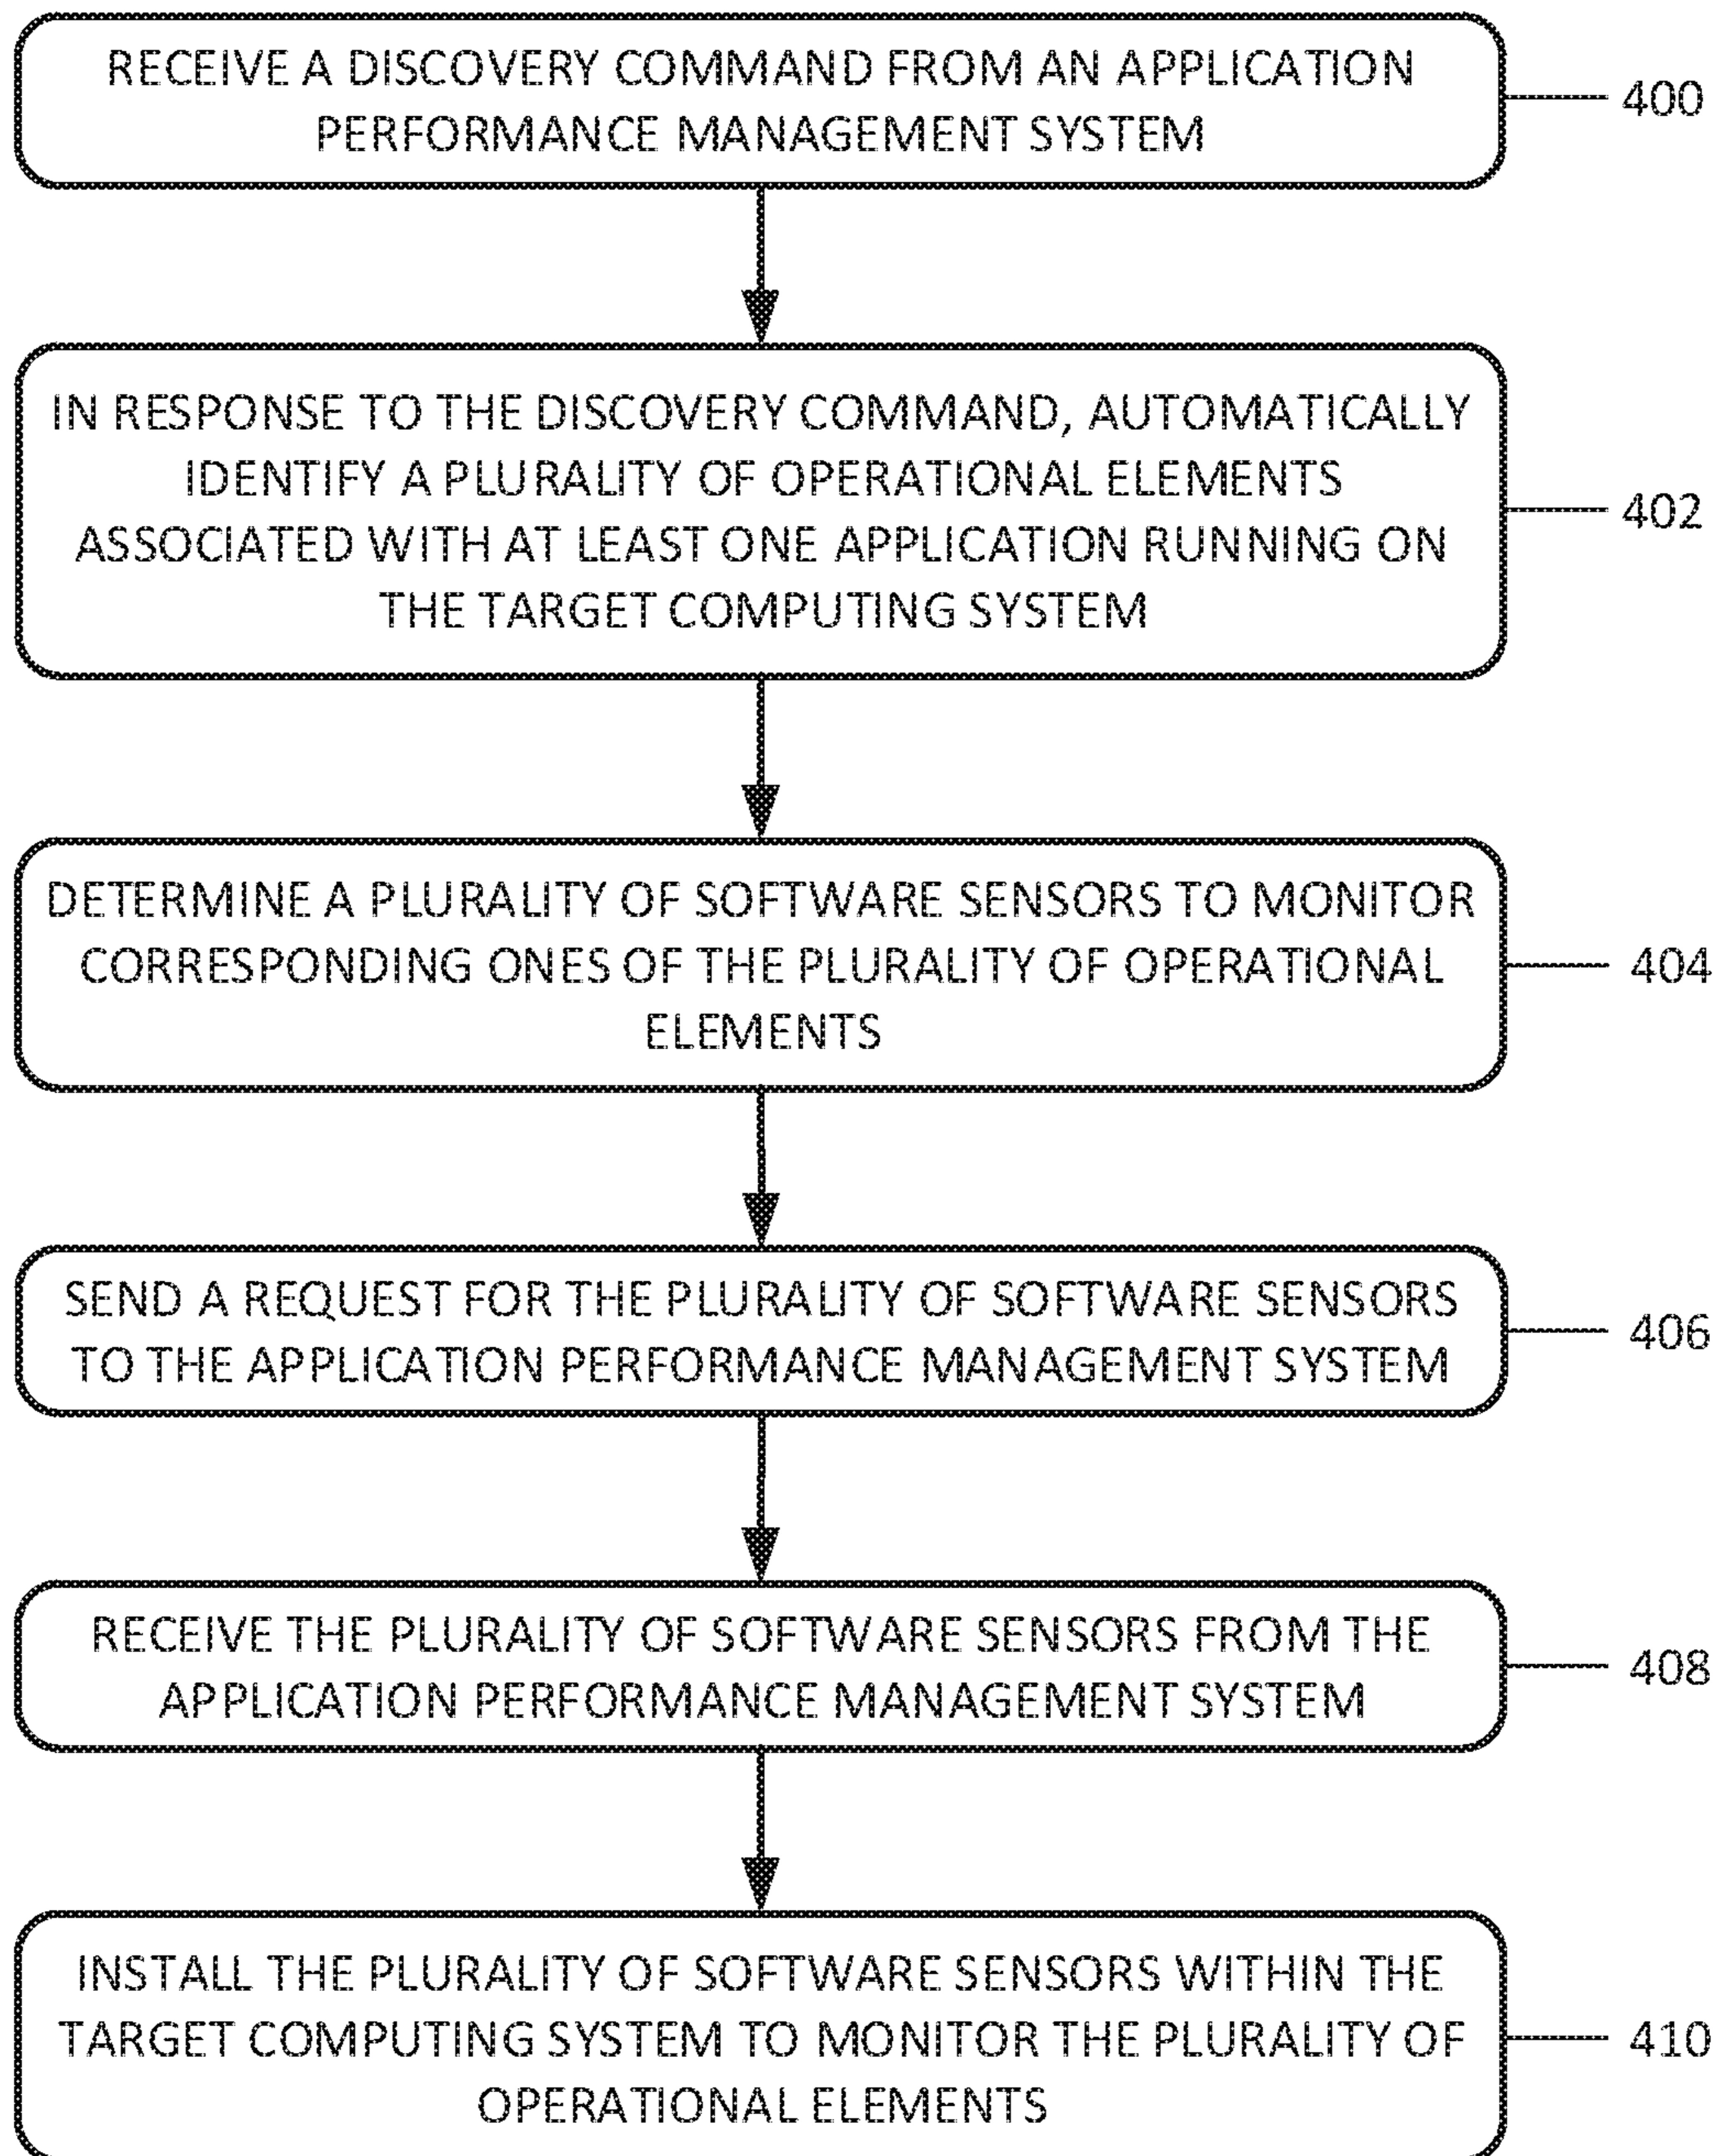 RECEIVE A DISCOVERY COMMAND FROM AN APPLICATION
PERFORMANCE MANAGEMENT SYSTEM
400
IN RESPONSE TO THE DISCOVERY COMMAND, AUTOMATICALLY
IDENTIFY A PLURALITY OF OPERATIONAL ELEMENTS
ASSOCIATED WITH AT LEAST ONE APPLICATION RUNNING ON
THE TARGET COMPUTING SYSTEM
402
DETERMINE A PLURALITY OF SOFTWARE SENSORS TO MONITOR
CORRESPONDING ONES OF THE PLURALITY OF OPERATIONAL
ELEMENTS
404
SEND A REQUEST FOR THE PLURALITY OF SOFTWARE SENSORS
TO THE APPLICATION PERFORMANCE MANAGEMENT SYSTEM
406
RECEIVE THE PLURALITY OF SOFTWARE SENSORS FROM THE
APPLICATION PERFORMANCE MANAGEMENT SYSTEM
408
INSTALL THE PLURALITY OF SOFTWARE SENSORS WITHIN THE
TARGET COMPUTING SYSTEM TO MONITOR THE PLURALITY OF
OPERATIONAL ELEMENTS
410